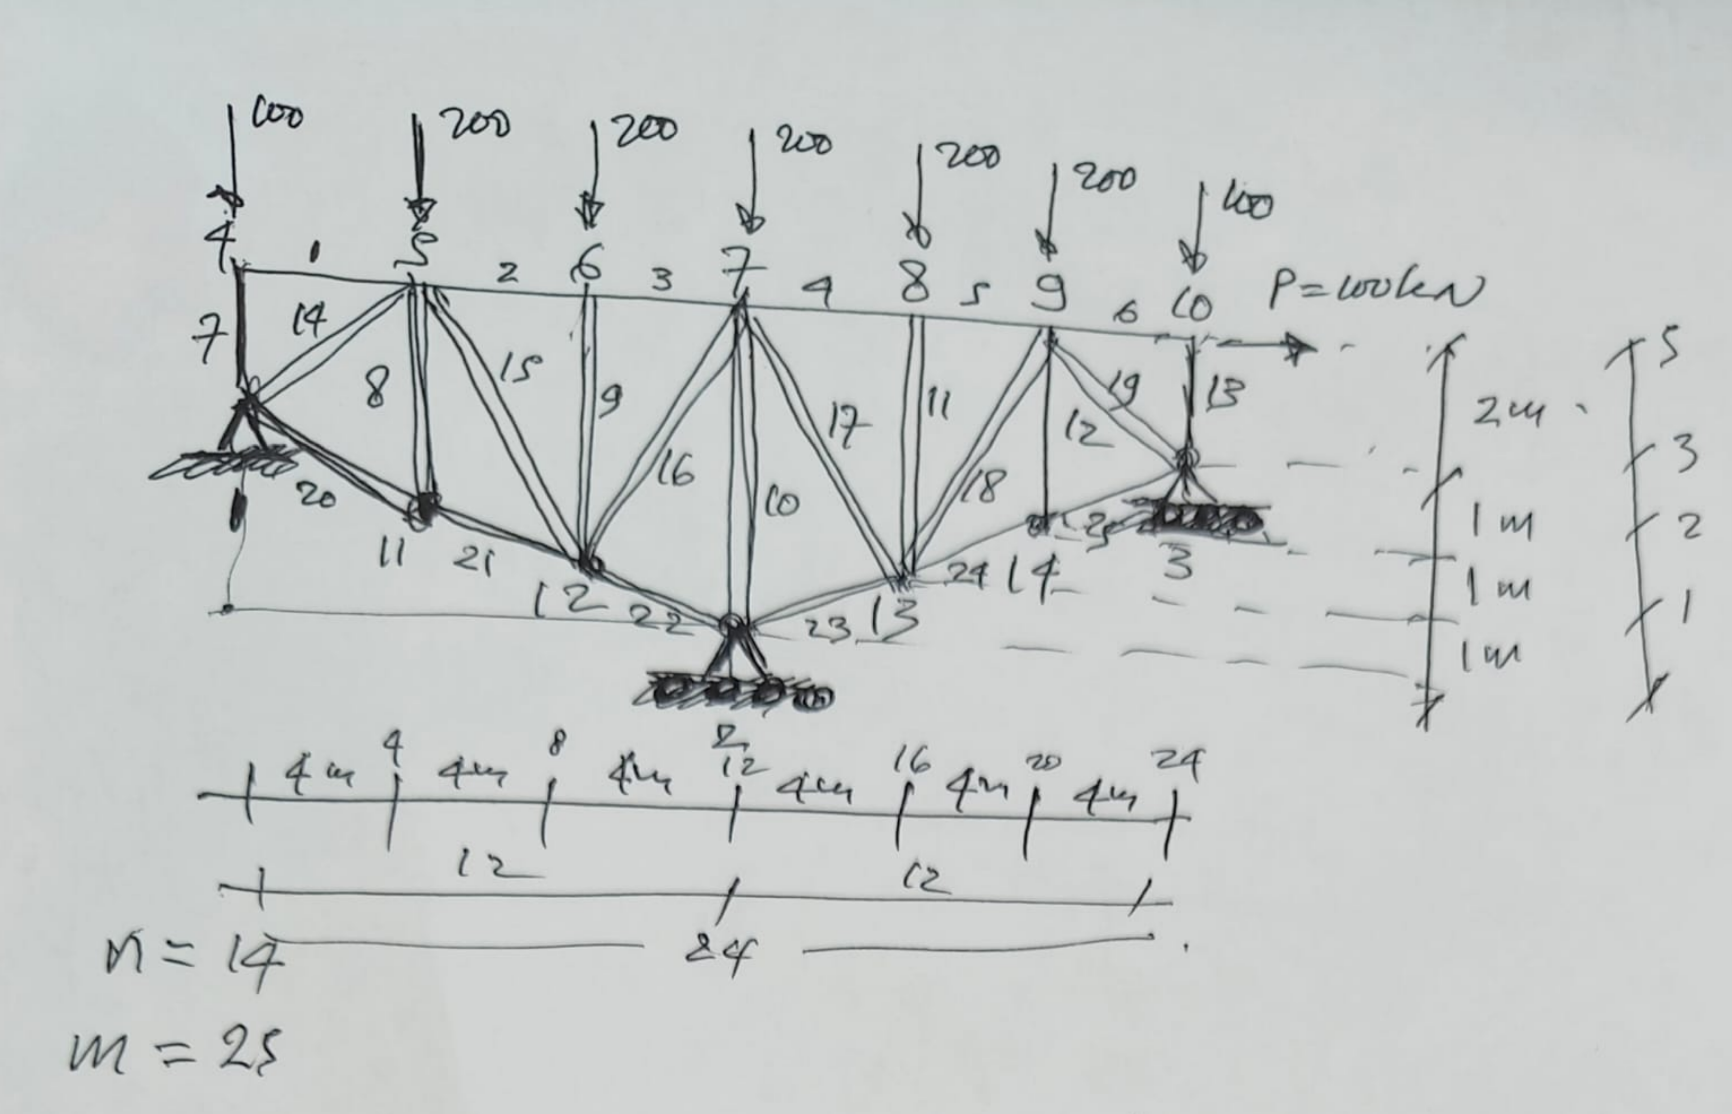 100 200 200 200 200 200 100
4 1 5 2 6 3 7 4 8 5 9 6 10 P=100kN
7 14 8 15 9 16 10 17 11 18 12 19 13
2m 5
3
20 11 21 12 22 23 13 24 14 25 3
1m 2
1m 1
1m
2
4m 4 4m 8 4m 12 4m 16 4m 20 4m 24
12 12
24
n = 14
m = 25